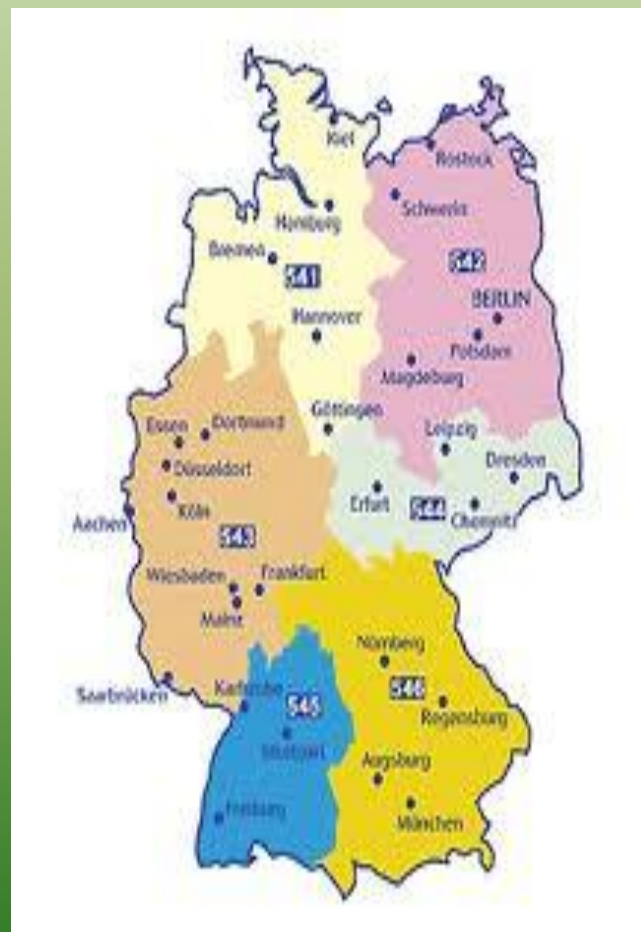 Kiel
Rostock
Schwerin
Hamburg
Bremen
541
542
BERLIN
Hannover
Potsdam
Magdeburg
Göttingen
Leipzig
Essen
Dortmund
Dresden
Düsseldorf
Erfurt
544
Chemnitz
Köln
Aachen
543
Wiesbaden
Frankfurt
Mainz
Nürnberg
Saarbrücken
Karlsruhe
545
546
Regensburg
Stuttgart
Augsburg
Freiburg
München